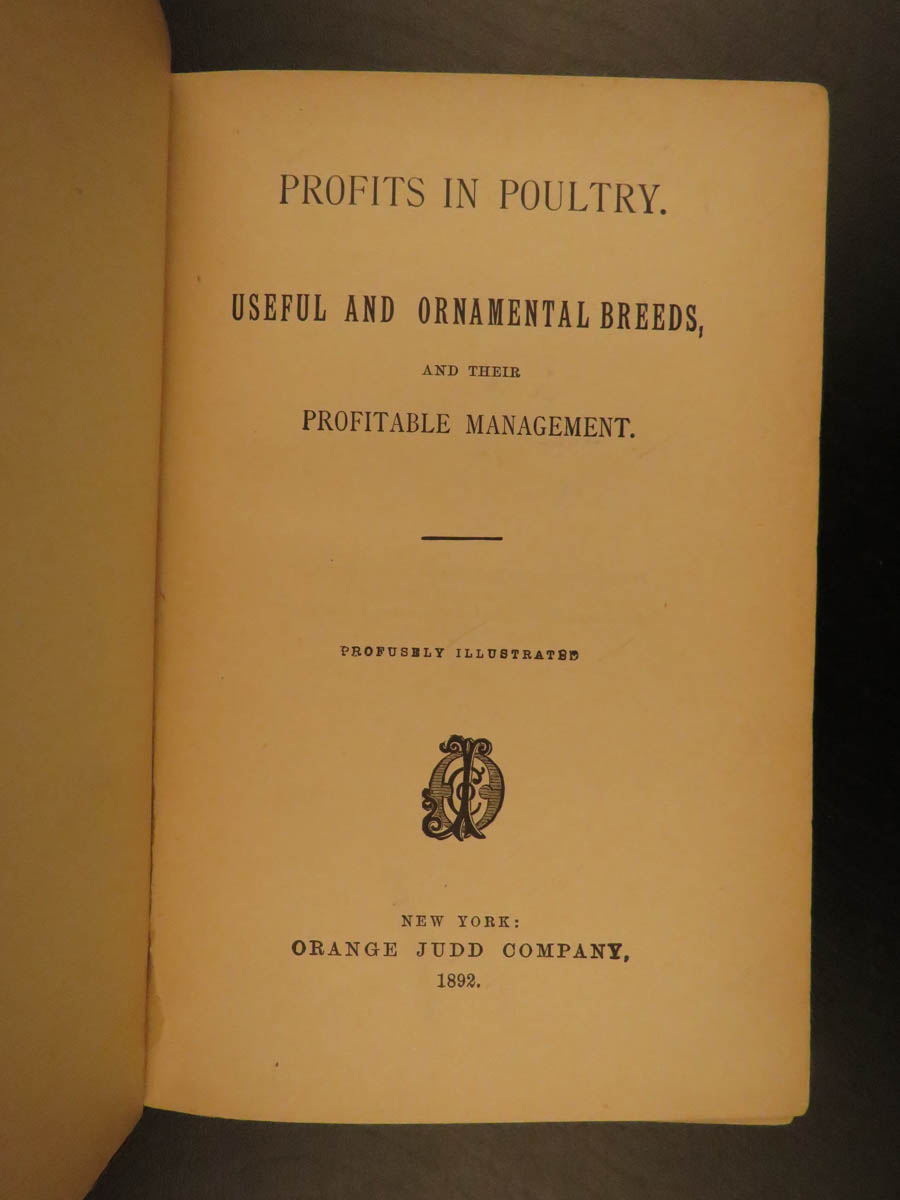 PROFITS IN POULTRY.
USEFUL AND ORNAMENTAL BREEDS,
AND THEIR
PROFITABLE MANAGEMENT.
PROFUSELY ILLUSTRATED
NEW YORK:
ORANGE JUDD COMPANY,
1892.